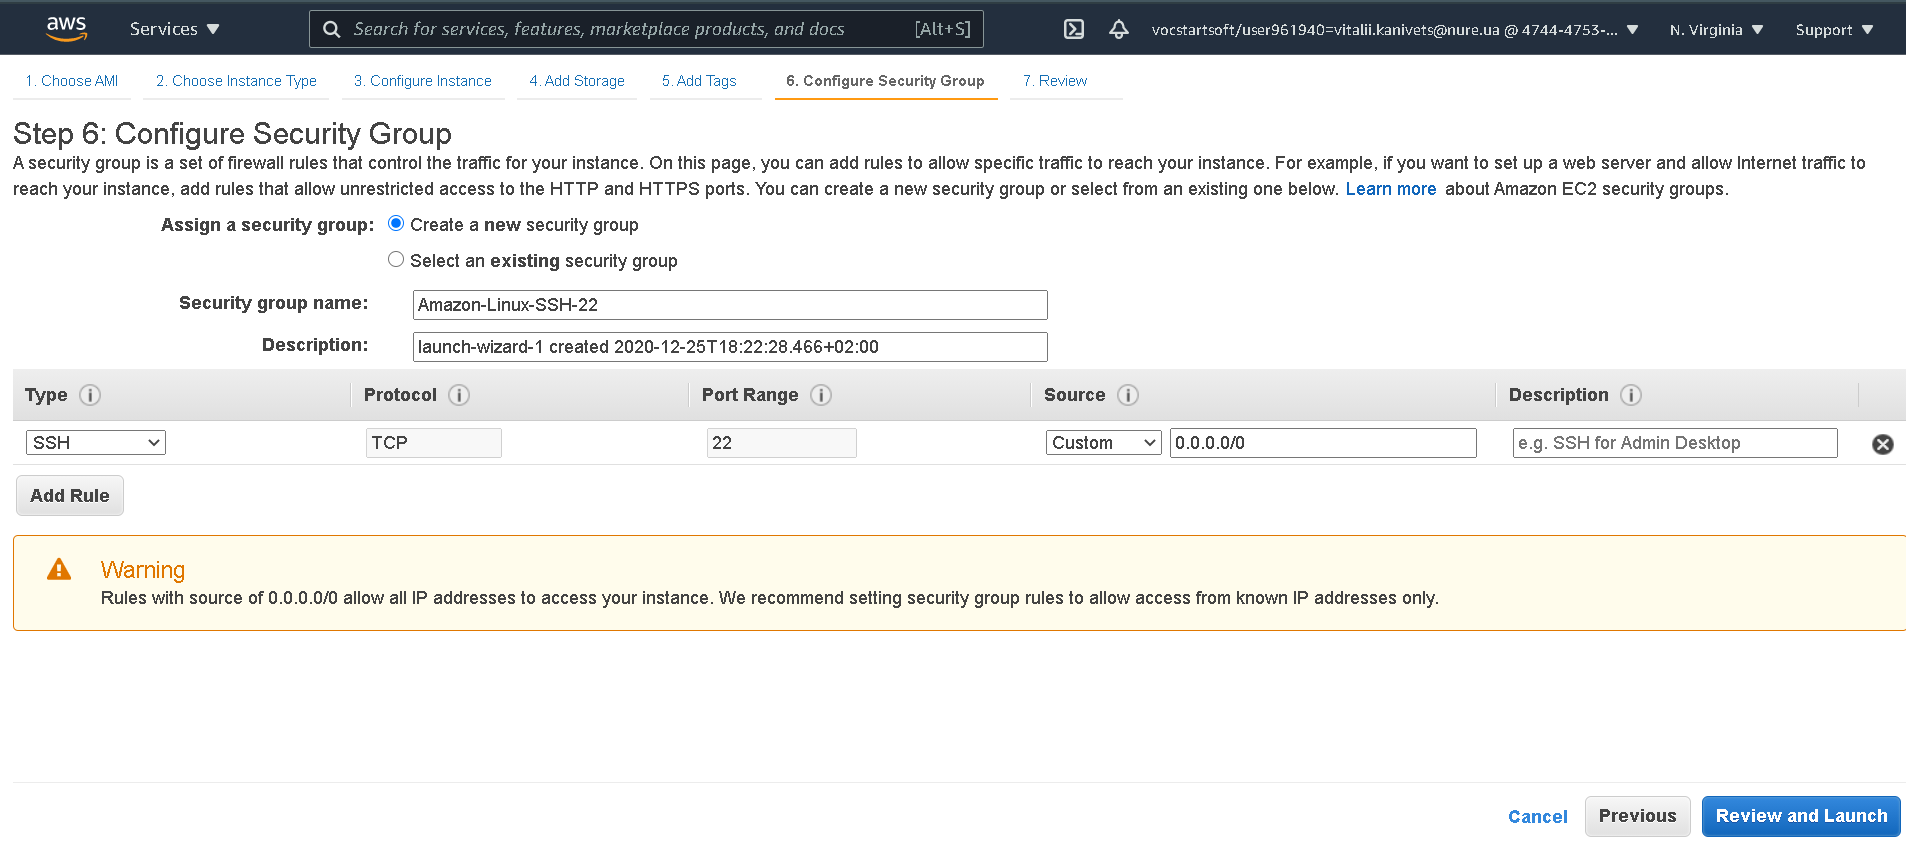 aws Services Search for services, features, marketplace products, and docs [Alt+S] vocstartsoft/user961940=vitalii.kanivets@nure.ua @ 4744-4753-... N. Virginia Support
1. Choose AMI 2. Choose Instance Type 3. Configure Instance 4. Add Storage 5. Add Tags 6. Configure Security Group 7. Review
Step 6: Configure Security Group
A security group is a set of firewall rules that control the traffic for your instance. On this page, you can add rules to allow specific traffic to reach your instance. For example, if you want to set up a web server and allow Internet traffic to
reach your instance, add rules that allow unrestricted access to the HTTP and HTTPS ports. You can create a new security group or select from an existing one below. Learn more about Amazon EC2 security groups.
Assign a security group: Create a new security group
Select an existing security group
Security group name: Amazon-Linux-SSH-22
Description: launch-wizard-1 created 2020-12-25T18:22:28.466+02:00
Type i Protocol i Port Range i Source i Description i
SSH TCP 22 Custom 0.0.0.0/0 e.g. SSH for Admin Desktop
Add Rule
Warning
Rules with source of 0.0.0.0/0 allow all IP addresses to access your instance. We recommend setting security group rules to allow access from known IP addresses only.
Cancel Previous Review and Launch